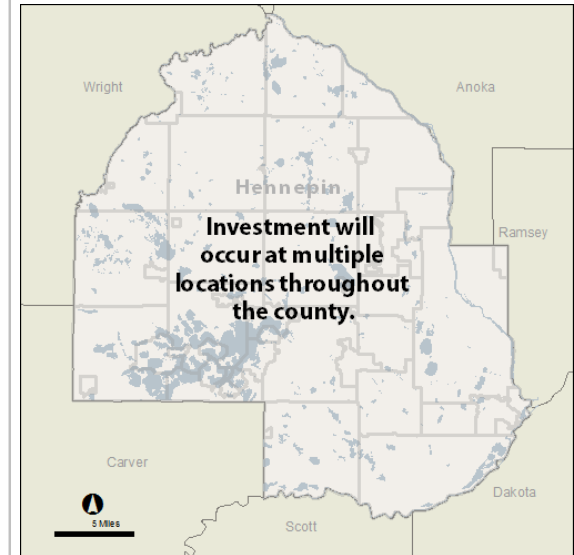 Wright
Anoka
Hennepin
Ramsey
Investment will
occur at multiple
locations throughout
the county.
Carver
Dakota
5 Miles
Scott